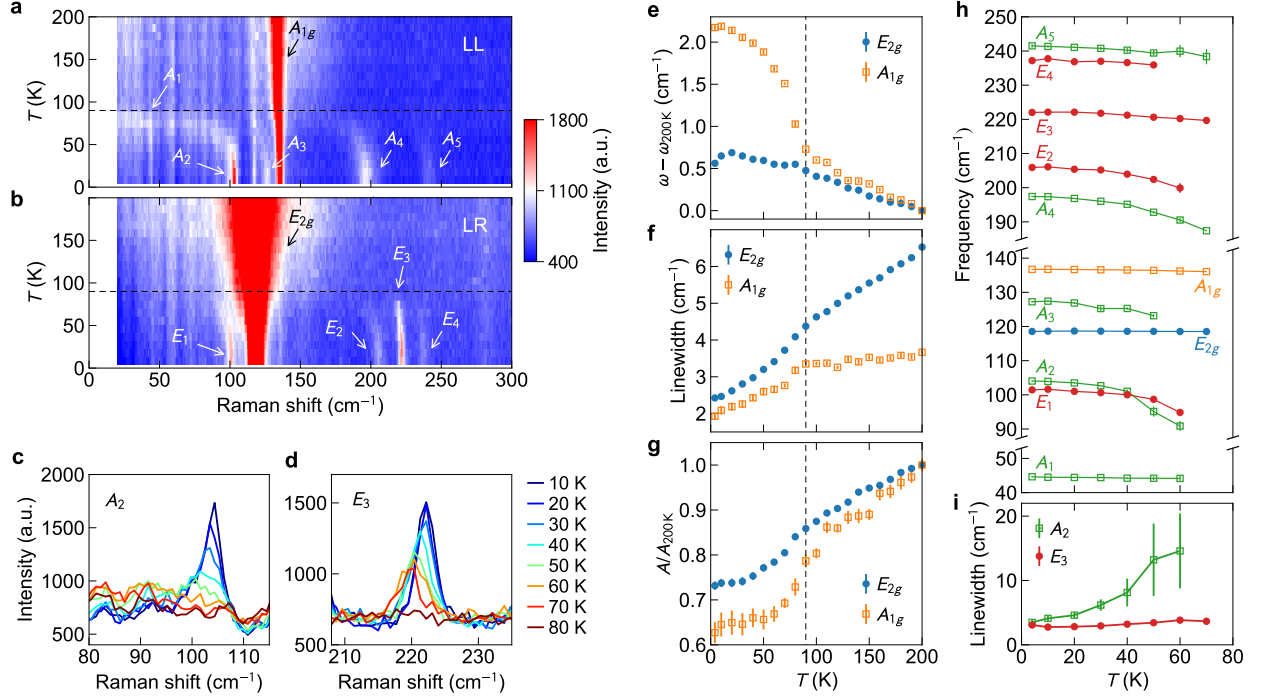 a
200
150
100
50
0
T (K)
A1
A2
A3
A4
A5
A1g
LL
b
200
150
100
50
0
T (K)
E1
E2
E3
E4
E2g
LR
0 50 100 150 200 250 300
Raman shift (cm−1)
1800
1100
400
Intensity (a.u.)
c
2000
1500
1000
500
Intensity (a.u.)
A2
80 90 100 110
Raman shift (cm−1)
d
1500
1000
500
E3
210 220 230
Raman shift (cm−1)
10 K
20 K
30 K
40 K
50 K
60 K
70 K
80 K
e
2.0
1.5
1.0
0.5
0.0
ω − ω200 K (cm−1)
E2g
A1g
f
6
5
4
3
2
Linewidth (cm−1)
E2g
A1g
g
1.0
0.9
0.8
0.7
0.6
A/A200 K
E2g
A1g
0 50 100 150 200
T (K)
h
250
240
230
220
210
200
190
140
130
120
110
100
90
50
40
Frequency (cm−1)
A5
E4
E3
E2
A4
A1g
A3
E2g
A2
E1
A1
i
20
10
0
Linewidth (cm−1)
A2
E3
0 20 40 60 80
T (K)